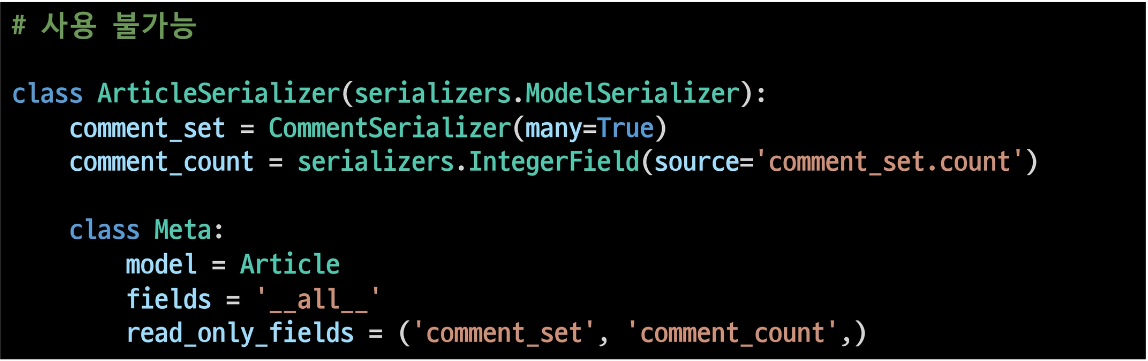 # 사용 불가능
class ArticleSerializer(serializers.ModelSerializer):
    comment_set = CommentSerializer(many=True)
    comment_count = serializers.IntegerField(source='comment_set.count')
    class Meta:
        model = Article
        fields = '__all__'
        read_only_fields = ('comment_set', 'comment_count',)